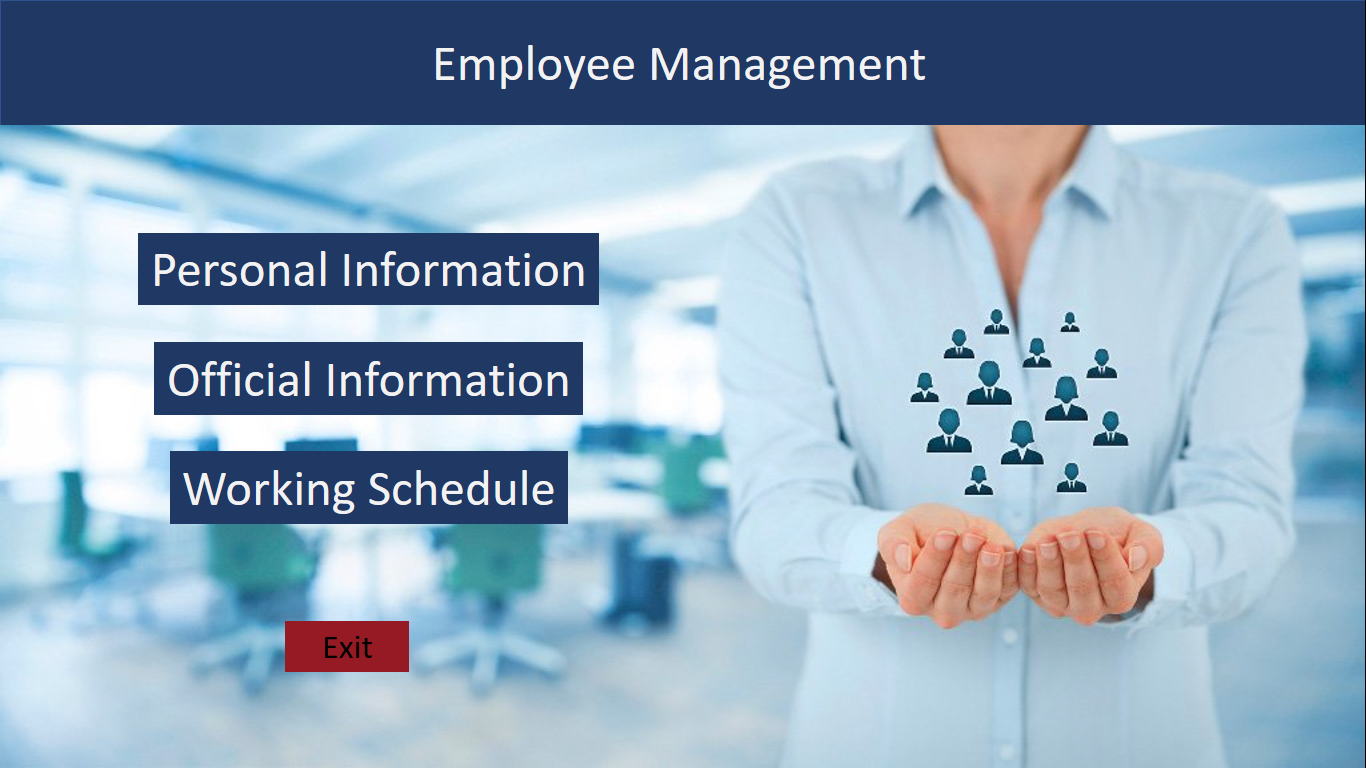 Employee Management
Personal Information
Official Information
Working Schedule
Exit